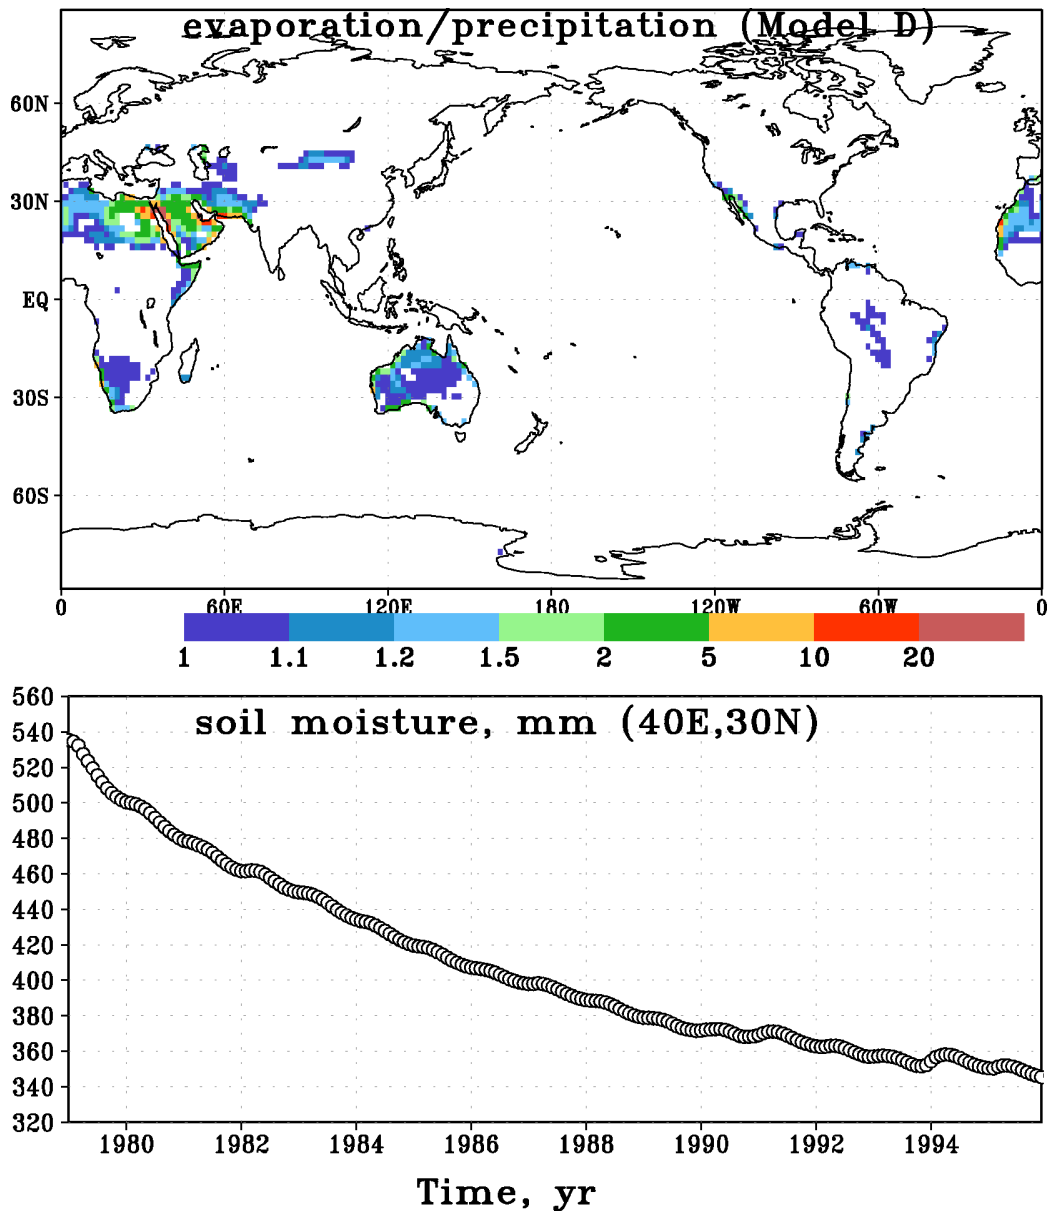 evaporation/precipitation (Model D)
60N
30N
EQ
30S
60S
0 60E 120E 180 120W 60W 0
1 1.1 1.2 1.5 2 5 10 20
soil moisture, mm (40E,30N)
560
540
520
500
480
460
440
420
400
380
360
340
320
1980 1982 1984 1986 1988 1990 1992 1994
Time, yr